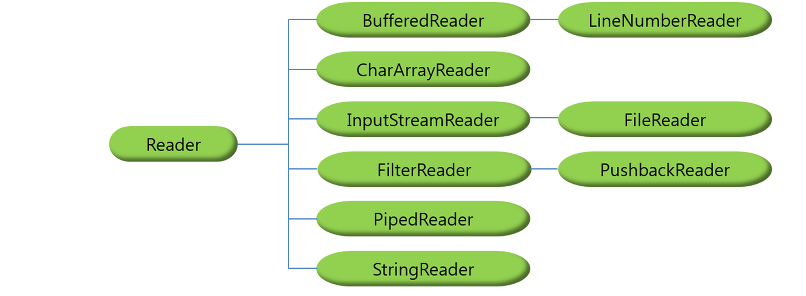 BufferedReader
LineNumberReader
CharArrayReader
InputStreamReader
FileReader
Reader
FilterReader
PushbackReader
PipedReader
StringReader